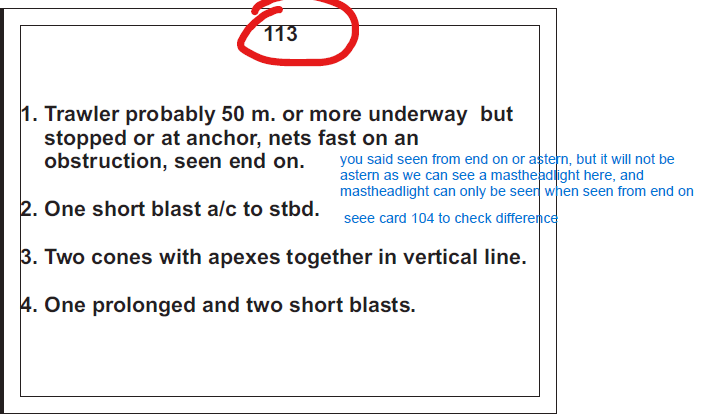 113
1. Trawler probably 50 m. or more underway but
stopped or at anchor, nets fast on an
obstruction, seen end on.
you said seen from end on or astern, but it will not be
astern as we can see a mastheadlight here, and
mastheadlight can only be seen when seen from end on
2. One short blast a/c to stbd.
seee card 104 to check difference
3. Two cones with apexes together in vertical line.
4. One prolonged and two short blasts.